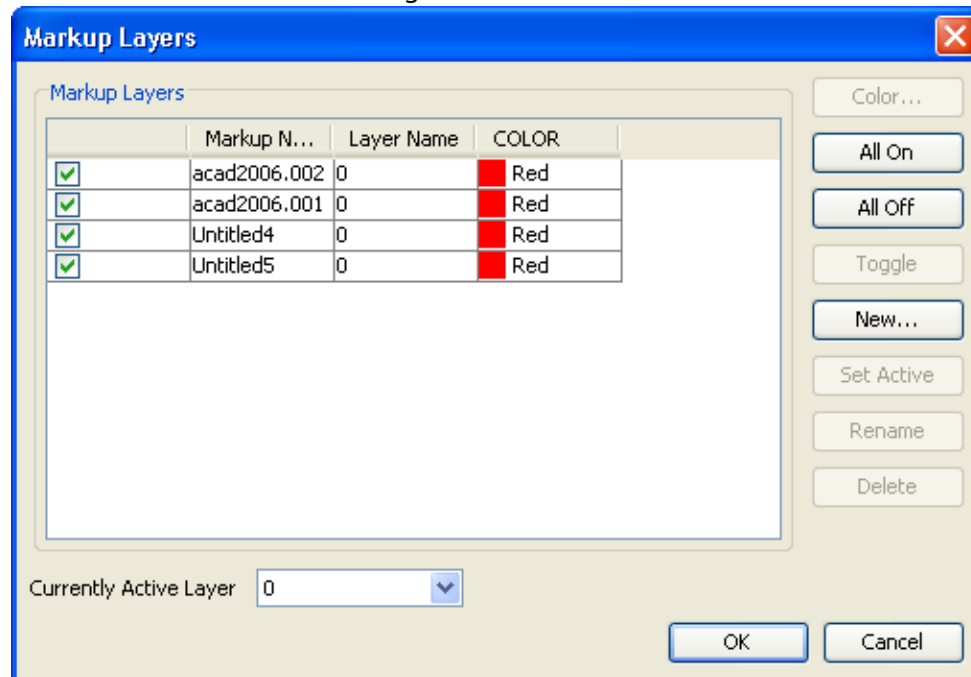 Markup Layers
Markup Layers
Markup N... Layer Name COLOR
acad2006.002 0 Red
acad2006.001 0 Red
Untitled4 0 Red
Untitled5 0 Red
Color...
All On
All Off
Toggle
New...
Set Active
Rename
Delete
Currently Active Layer 0
OK Cancel